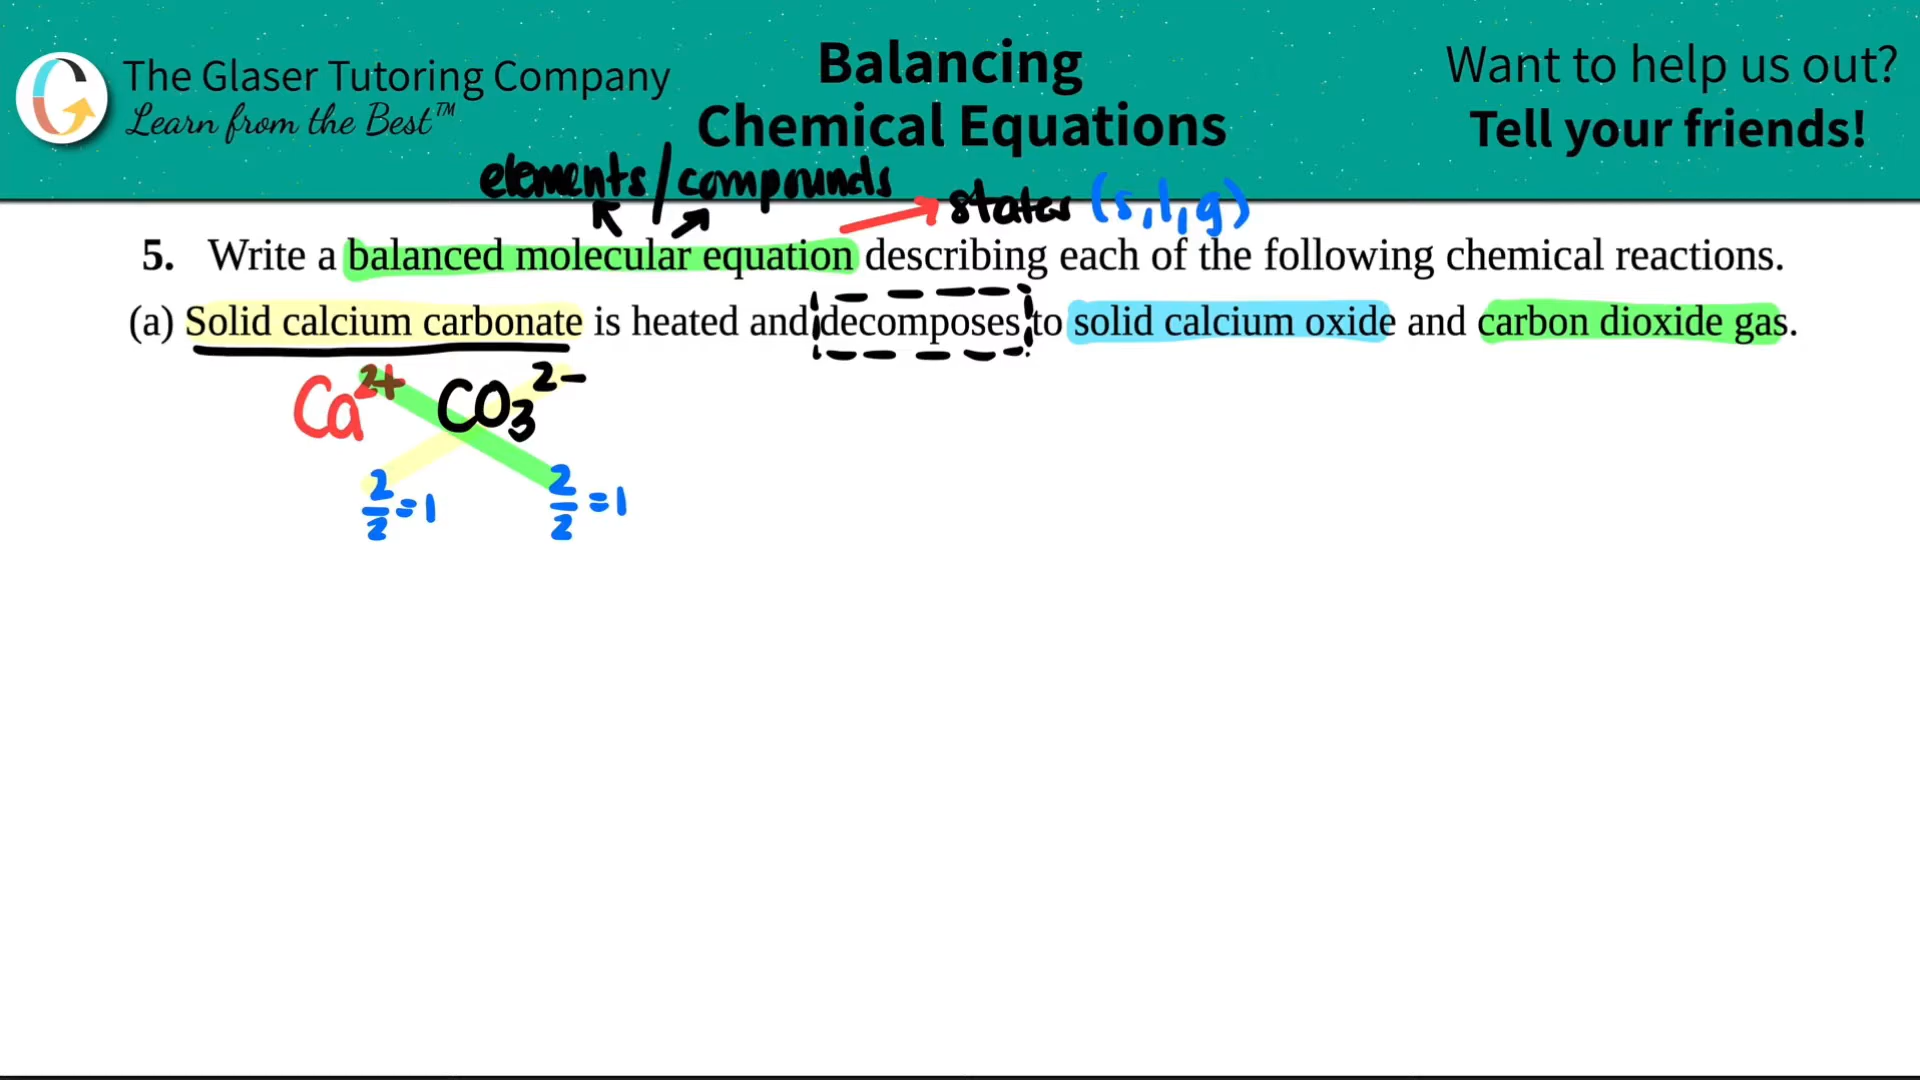 The Glaser Tutoring Company
Learn from the Best™
Balancing
Chemical Equations
Want to help us out?
Tell your friends!
elements/compounds
states (s, l, g)
5. Write a balanced molecular equation describing each of the following chemical reactions.
(a) Solid calcium carbonate is heated and decomposes to solid calcium oxide and carbon dioxide gas.
Ca²⁺ CO₃²⁻
2/2 = 1 2/2 = 1